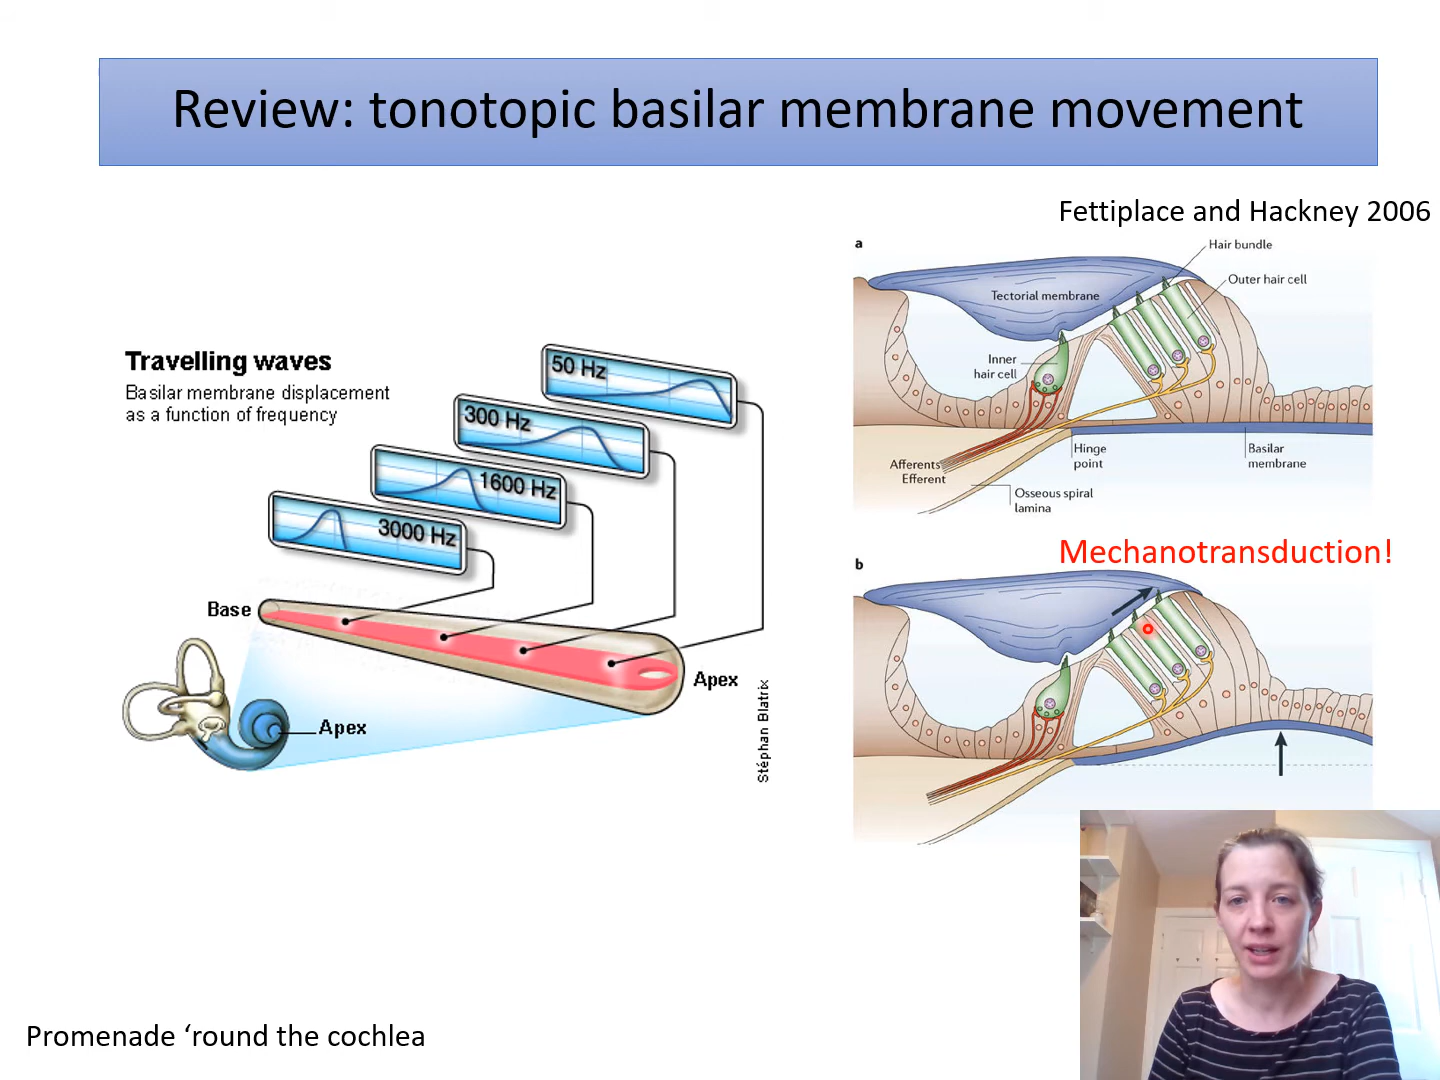 Review: tonotopic basilar membrane movement
Fettiplace and Hackney 2006
Travelling waves
Basilar membrane displacement
as a function of frequency
50 Hz
300 Hz
1600 Hz
3000 Hz
Base
Apex
Apex
Stéphan Blatrix
a
Hair bundle
Outer hair cell
Tectorial membrane
Inner
hair cell
Hinge
point
Basilar
membrane
Afferents
Efferent
Osseous spiral
lamina
Mechanotransduction!
b
Promenade ‘round the cochlea